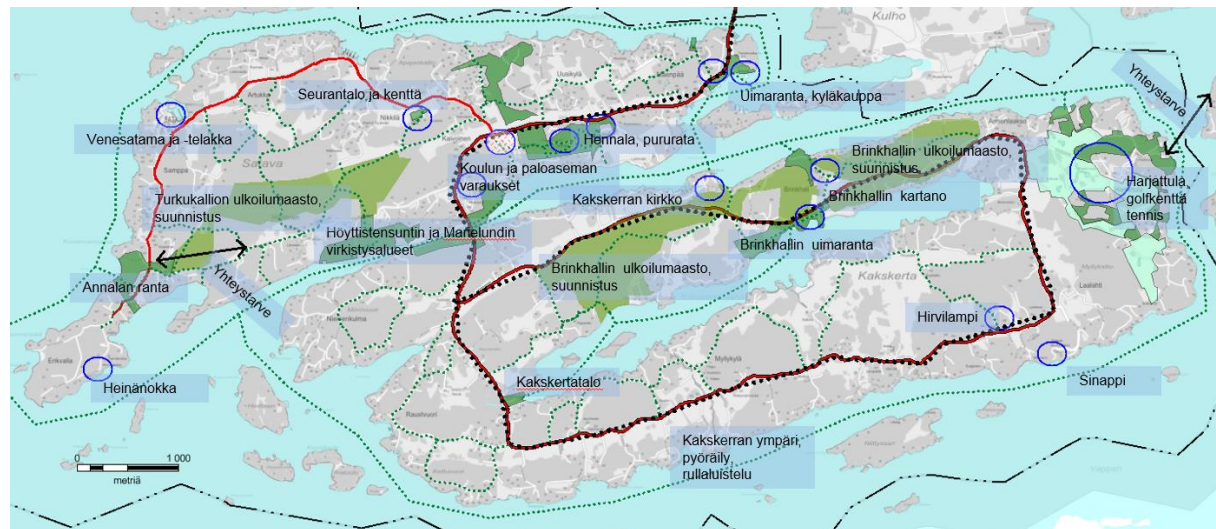 Kulho
Yhteystarve
Seurantalo ja kenttä
Uimaranta, kyläkauppa
Venesatama ja -telakka
Hennala, pururata
Satava
Koulun ja paloaseman
varaukset
Brinkhallin ulkoilumaasto,
suunnistus
Harjattula,
golfkenttä
tennis
Turkukallion ulkoilumaasto,
suunnistus
Kakskerran kirkko
Brinkhallin kartano
Höyttistensuntin ja Marielundin
virkistysalueet
Brinkhallin uimaranta
Annalan ranta
Yhteystarve
Brinkhallin ulkoilumaasto,
suunnistus
Kakskerta
Hirvilampi
Heinänokka
Kakskertatalo
Sinappi
Kakskerran ympäri,
pyöräily,
rullaluistelu
0 1 000
metriä